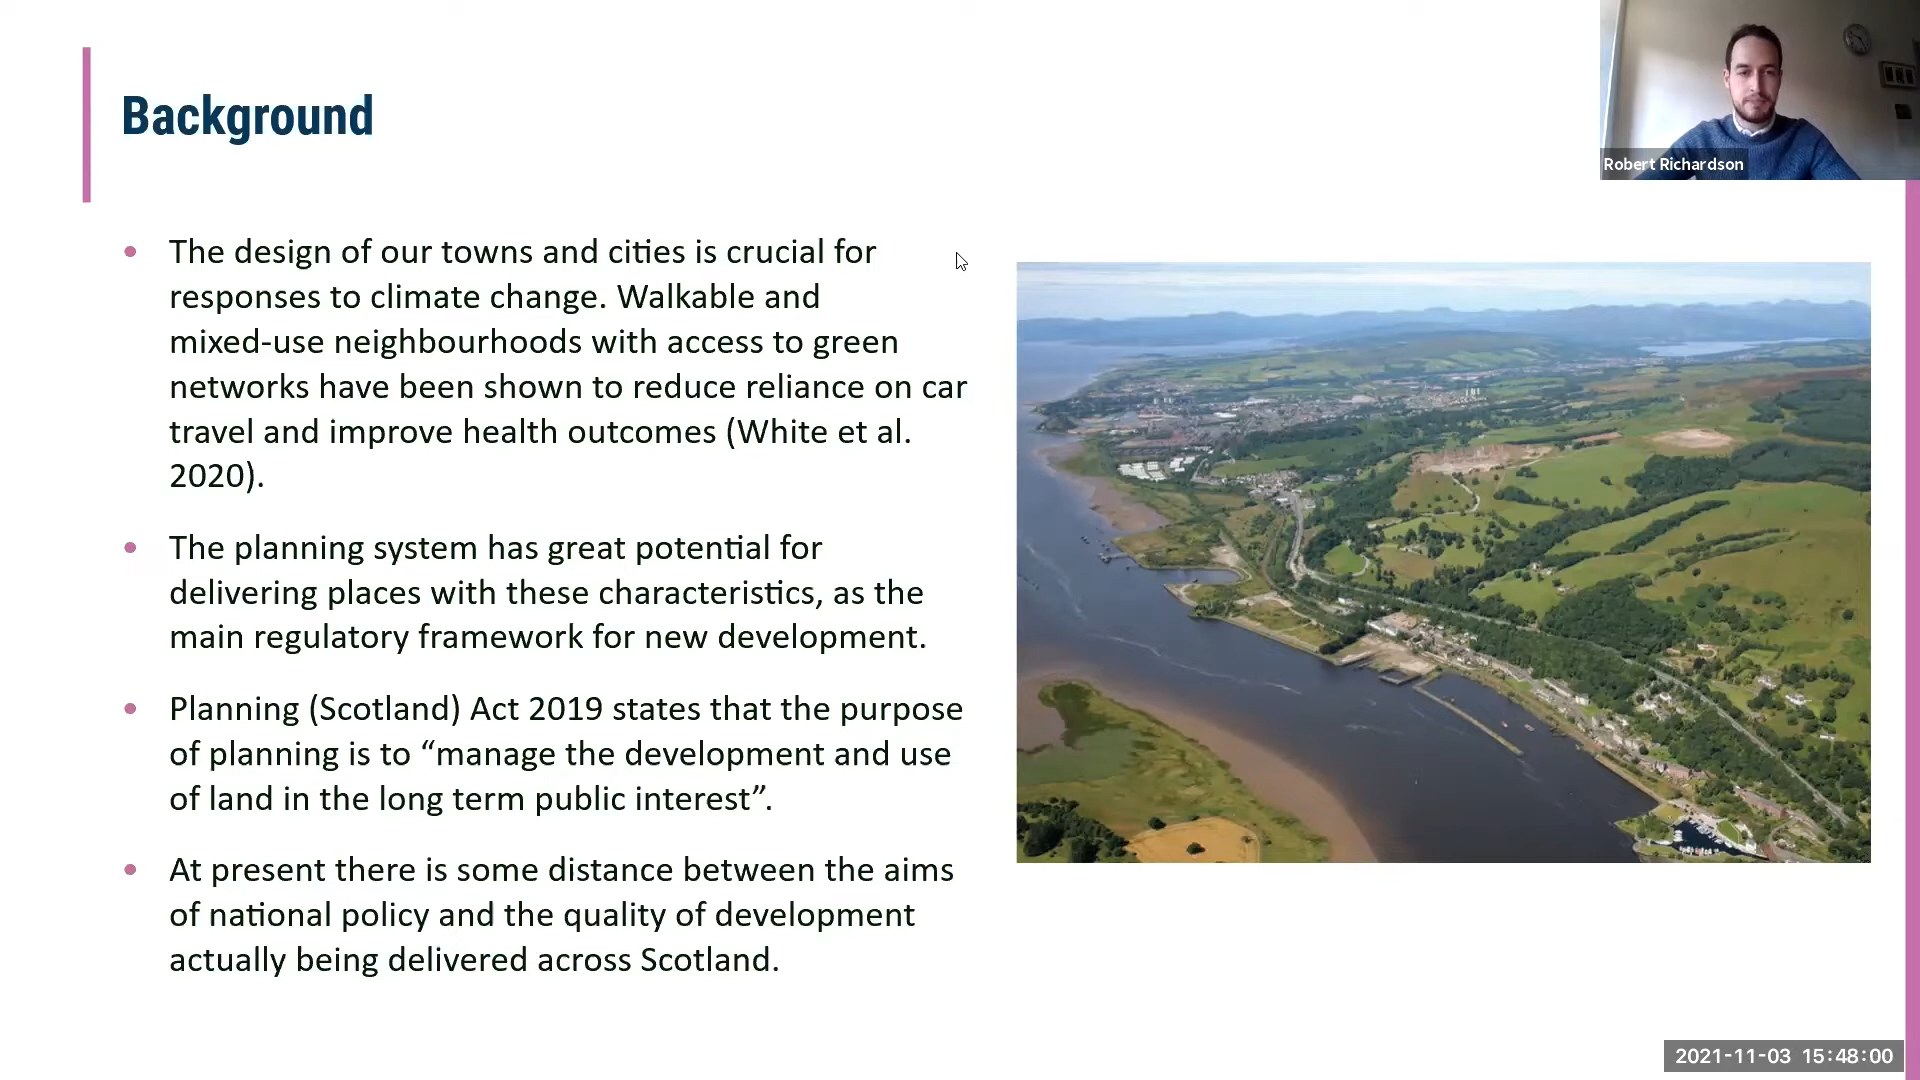 Background
Robert Richardson
• The design of our towns and cities is crucial for
responses to climate change. Walkable and
mixed-use neighbourhoods with access to green
networks have been shown to reduce reliance on car
travel and improve health outcomes (White et al.
2020).
• The planning system has great potential for
delivering places with these characteristics, as the
main regulatory framework for new development.
• Planning (Scotland) Act 2019 states that the purpose
of planning is to “manage the development and use
of land in the long term public interest”.
• At present there is some distance between the aims
of national policy and the quality of development
actually being delivered across Scotland.
2021-11-03 15:48:00